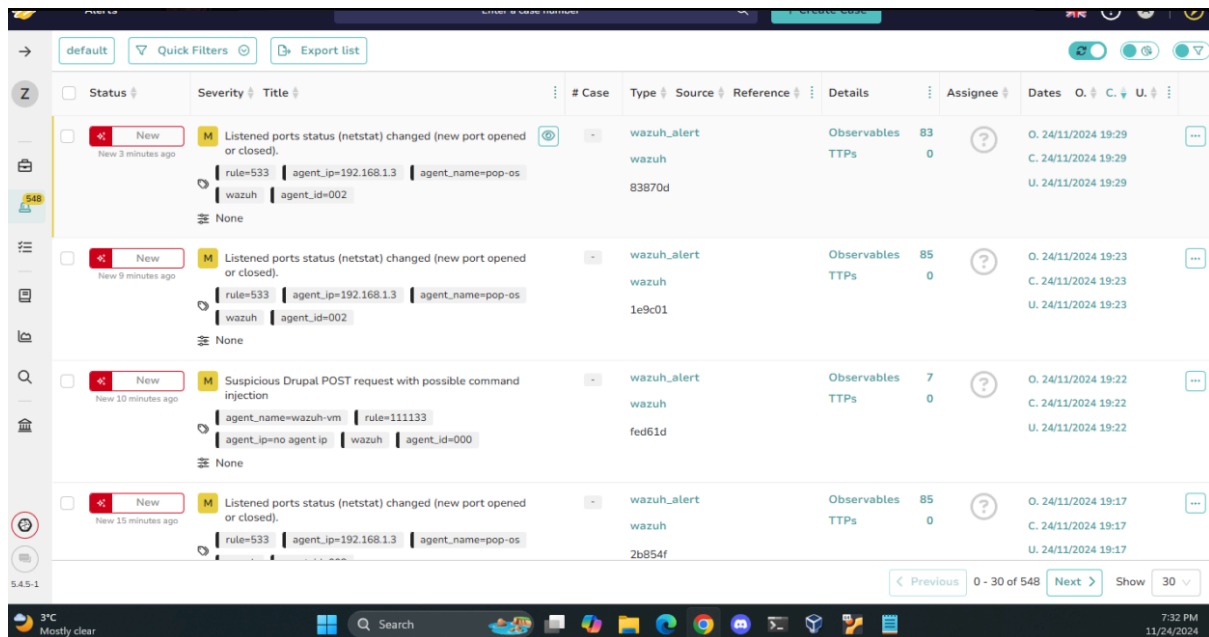 Alerts
Enter a case number
+ Create Case
default
Quick Filters
Export list
Z
Status
Severity
Title
# Case
Type
Source
Reference
Details
Assignee
Dates
O.
C.
U.
New
New 3 minutes ago
M
Listened ports status (netstat) changed (new port opened
or closed).
rule=533 agent_ip=192.168.1.3 agent_name=pop-os
wazuh agent_id=002
None
-
wazuh_alert
wazuh
83870d
Observables 83
TTPs 0
?
O. 24/11/2024 19:29
C. 24/11/2024 19:29
U. 24/11/2024 19:29
548
New
New 9 minutes ago
M
Listened ports status (netstat) changed (new port opened
or closed).
rule=533 agent_ip=192.168.1.3 agent_name=pop-os
wazuh agent_id=002
None
-
wazuh_alert
wazuh
1e9c01
Observables 85
TTPs 0
?
O. 24/11/2024 19:23
C. 24/11/2024 19:23
U. 24/11/2024 19:23
New
New 10 minutes ago
M
Suspicious Drupal POST request with possible command
injection
agent_name=wazuh-vm rule=111133
agent_ip=no agent ip wazuh agent_id=000
None
-
wazuh_alert
wazuh
fed61d
Observables 7
TTPs 0
?
O. 24/11/2024 19:22
C. 24/11/2024 19:22
U. 24/11/2024 19:22
New
New 15 minutes ago
M
Listened ports status (netstat) changed (new port opened
or closed).
rule=533 agent_ip=192.168.1.3 agent_name=pop-os
-
wazuh_alert
wazuh
2b854f
Observables 85
TTPs 0
?
O. 24/11/2024 19:17
C. 24/11/2024 19:17
U. 24/11/2024 19:17
5.4.5-1
< Previous 0 - 30 of 548 Next > Show 30
3°C
Mostly clear
Search
7:32 PM
11/24/2024